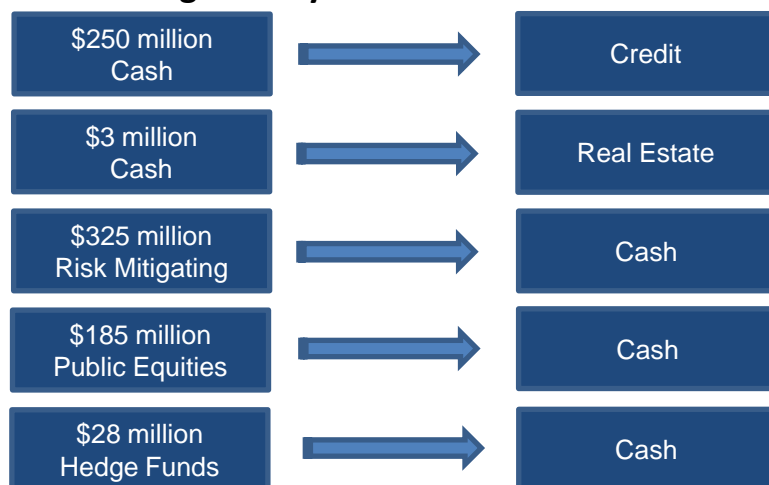 $250 million
Cash
Credit
$3 million
Cash
Real Estate
$325 million
Risk Mitigating
Cash
$185 million
Public Equities
Cash
$28 million
Hedge Funds
Cash